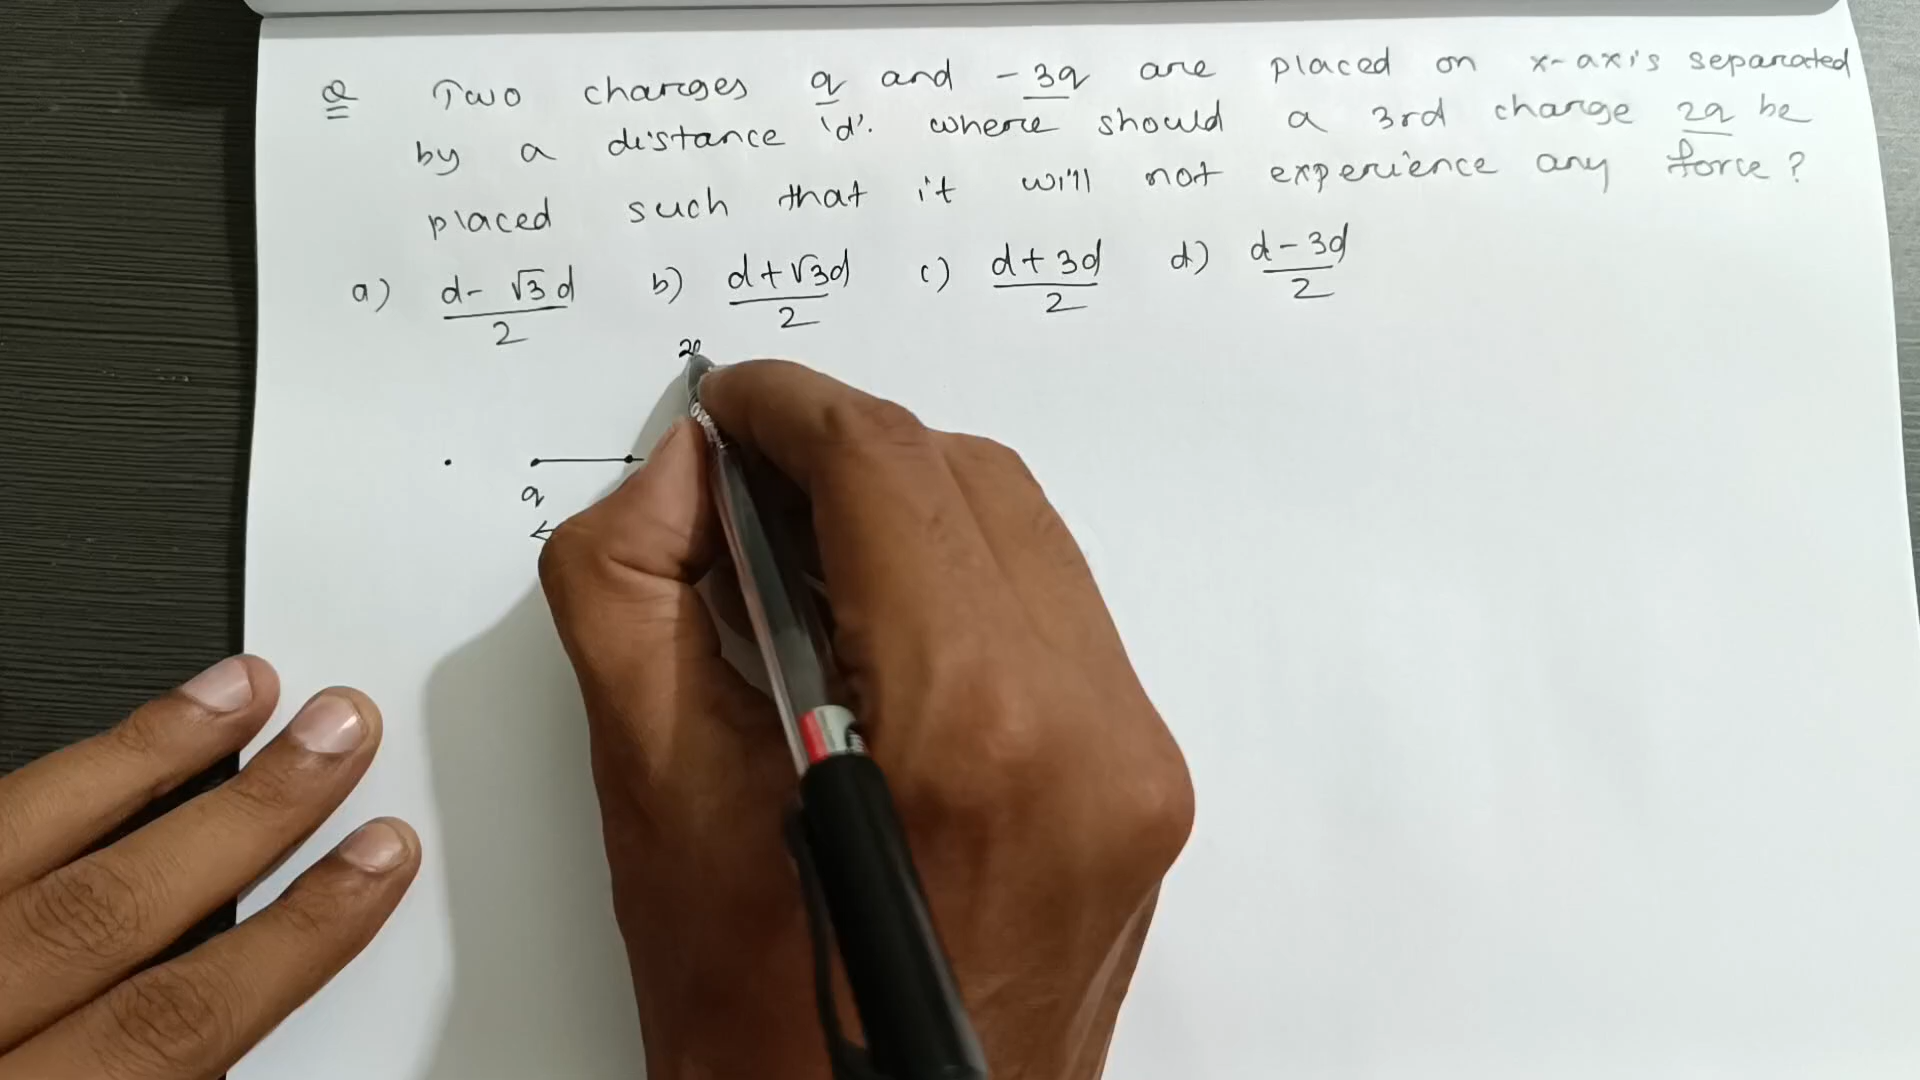 Q Two charges q and -3q are placed on x-axis separated
by a distance 'd'. where should a 3rd charge 2q be
placed such that it will not experience any force?
a) d-√3d/2 b) d+√3d/2 c) d+3d/2 d) d-3d/2
q